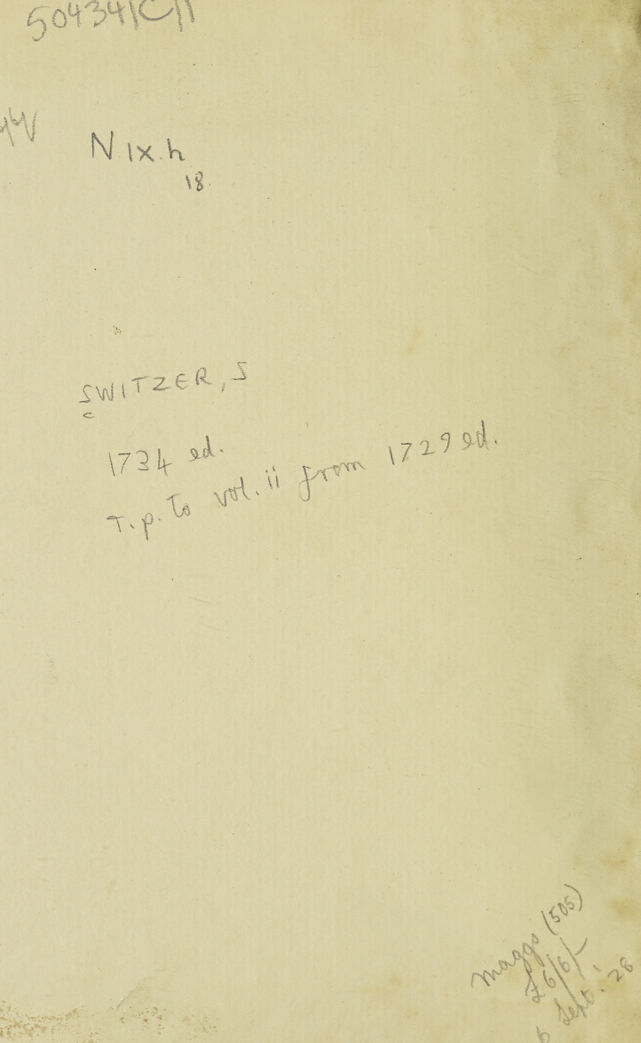 50434/C/1
N IX. h
18
SWITZER, S
c
1734 ed.
T.p. to vol. ii from 1729 ed.
Maggs (505)
£6/6/-
6 Sept. '28